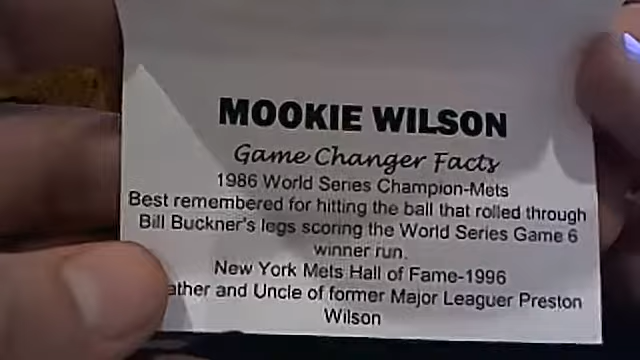 MOOKIE WILSON
Game Changer Facts
1986 World Series Champion-Mets
Best remembered for hitting the ball that rolled through
Bill Buckner's legs scoring the World Series Game 6
winner run.
New York Mets Hall of Fame-1996
ather and Uncle of former Major Leaguer Preston
Wilson